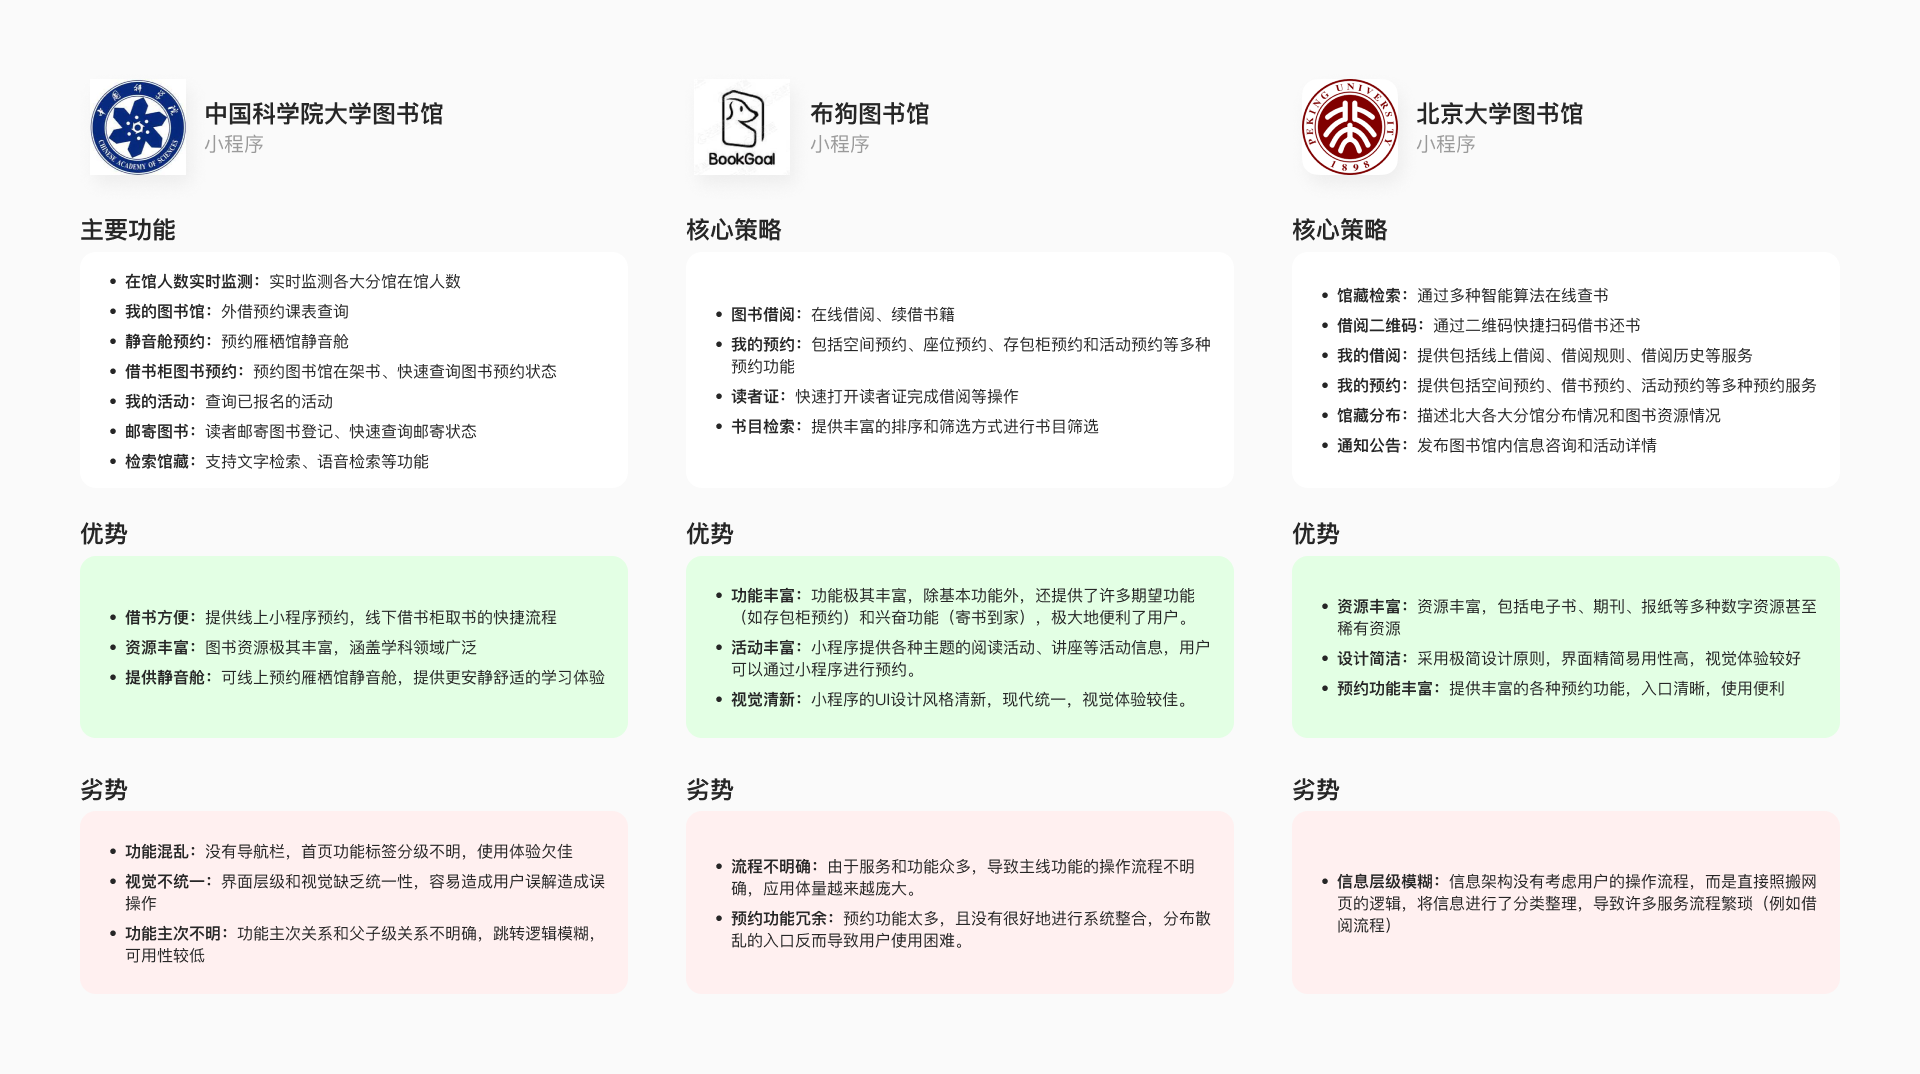 中国科学院
CHINESE ACADEMY OF SCIENCES
中国科学院大学图书馆
小程序
主要功能
• 在馆人数实时监测：实时监测各大分馆在馆人数
• 我的图书馆：外借预约课表查询
• 静音舱预约：预约雁栖馆静音舱
• 借书柜图书预约：预约图书馆在架书、快速查询图书预约状态
• 我的活动：查询已报名的活动
• 邮寄图书：读者邮寄图书登记、快速查询邮寄状态
• 检索馆藏：支持文字检索、语音检索等功能
优势
• 借书方便：提供线上小程序预约，线下借书柜取书的快捷流程
• 资源丰富：图书资源极其丰富，涵盖学科领域广泛
• 提供静音舱：可线上预约雁栖馆静音舱，提供更安静舒适的学习体验
劣势
• 功能混乱：没有导航栏，首页功能标签分级不明，使用体验欠佳
• 视觉不统一：界面层级和视觉缺乏统一性，容易造成用户误解造成误
操作
• 功能主次不明：功能主次关系和父子级关系不明确，跳转逻辑模糊，
可用性较低
BookGoal
布狗图书馆
小程序
核心策略
• 图书借阅：在线借阅、续借书籍
• 我的预约：包括空间预约、座位预约、存包柜预约和活动预约等多种
预约功能
• 读者证：快速打开读者证完成借阅等操作
• 书目检索：提供丰富的排序和筛选方式进行书目筛选
优势
• 功能丰富：功能极其丰富，除基本功能外，还提供了许多期望功能
（如存包柜预约）和兴奋功能（寄书到家），极大地便利了用户。
• 活动丰富：小程序提供各种主题的阅读活动、讲座等活动信息，用户
可以通过小程序进行预约。
• 视觉清新：小程序的UI设计风格清新，现代统一，视觉体验较佳。
劣势
• 流程不明确：由于服务和功能众多，导致主线功能的操作流程不明
确，应用体量越来越庞大。
• 预约功能冗余：预约功能太多，且没有很好地进行系统整合，分布散
乱的入口反而导致用户使用困难。
PEKING UNIVERSITY
1898
北京大学图书馆
小程序
核心策略
• 馆藏检索：通过多种智能算法在线查书
• 借阅二维码：通过二维码快捷扫码借书还书
• 我的借阅：提供包括线上借阅、借阅规则、借阅历史等服务
• 我的预约：提供包括空间预约、借书预约、活动预约等多种预约服务
• 馆藏分布：描述北大各大分馆分布情况和图书资源情况
• 通知公告：发布图书馆内信息咨询和活动详情
优势
• 资源丰富：资源丰富，包括电子书、期刊、报纸等多种数字资源甚至
稀有资源
• 设计简洁：采用极简设计原则，界面精简易用性高，视觉体验较好
• 预约功能丰富：提供丰富的各种预约功能，入口清晰，使用便利
劣势
• 信息层级模糊：信息架构没有考虑用户的操作流程，而是直接照搬网
页的逻辑，将信息进行了分类整理，导致许多服务流程繁琐（例如借
阅流程）